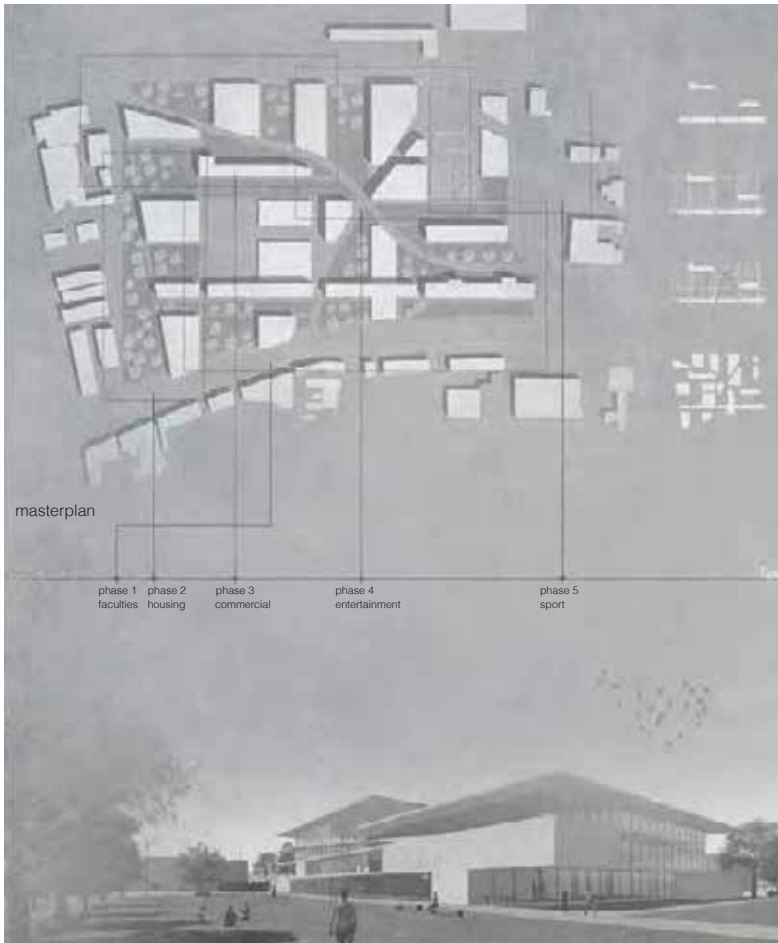 masterplan
phase 1
faculties
phase 2
housing
phase 3
commercial
phase 4
entertainment
phase 5
sport